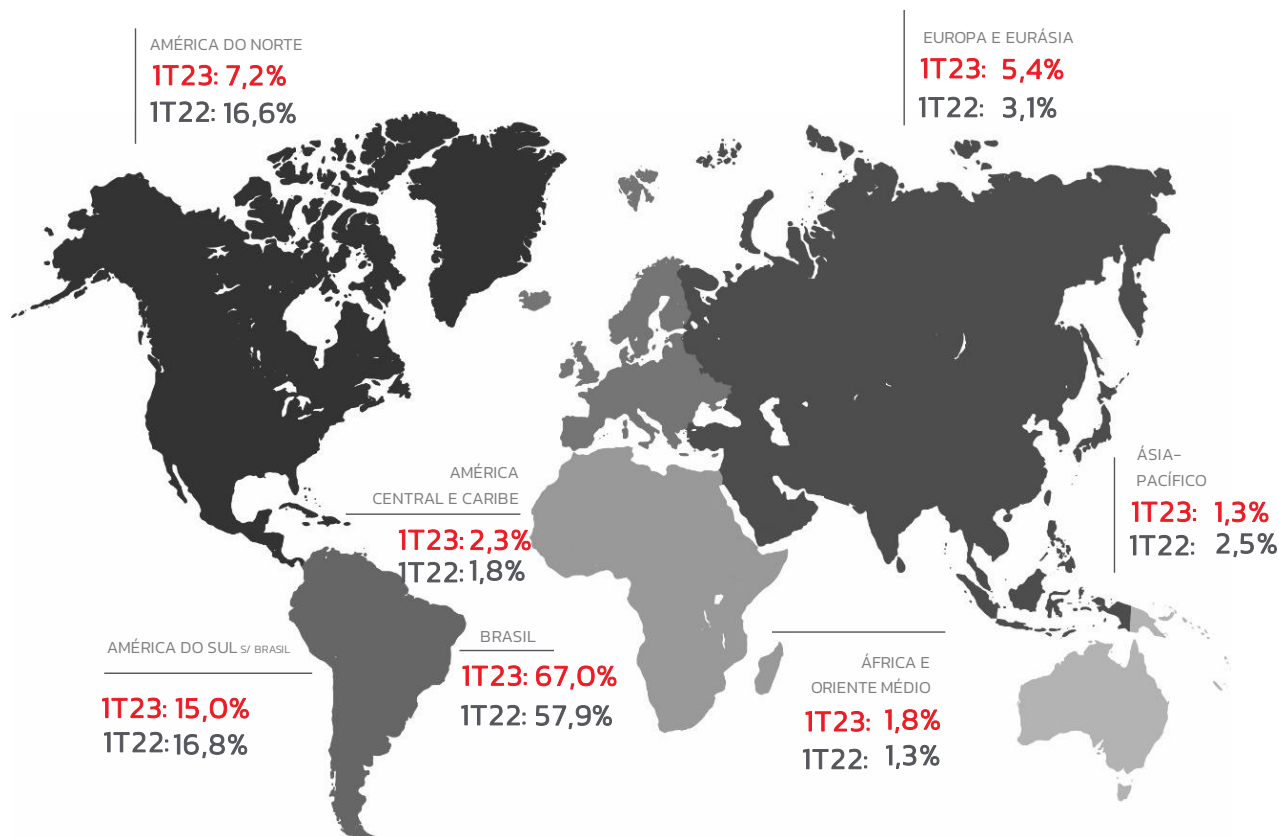 AMÉRICA DO NORTE
1T23: 7,2%
1T22: 16,6%
EUROPA E EURÁSIA
1T23: 5,4%
1T22: 3,1%
AMÉRICA
CENTRAL E CARIBE
1T23: 2,3%
1T22: 1,8%
ÁSIA-
PACÍFICO
1T23: 1,3%
1T22: 2,5%
AMÉRICA DO SUL S/ BRASIL
1T23: 15,0%
1T22: 16,8%
BRASIL
1T23: 67,0%
1T22: 57,9%
ÁFRICA E
ORIENTE MÉDIO
1T23: 1,8%
1T22: 1,3%